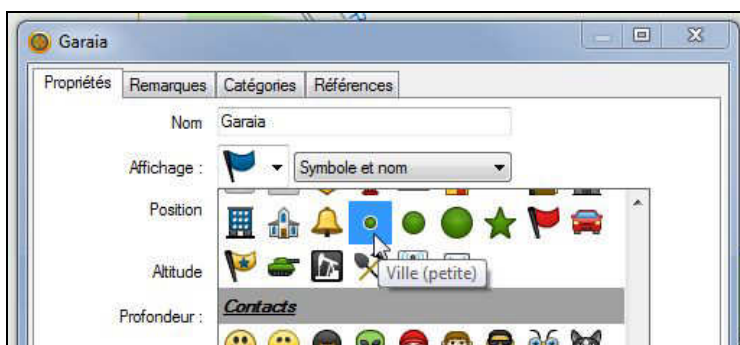 Garaia
Propriétés Remarques Catégories Références
Nom Garaia
Affichage : Symbole et nom
Position
Ville (petite)
Altitude
Contacts
Profondeur :